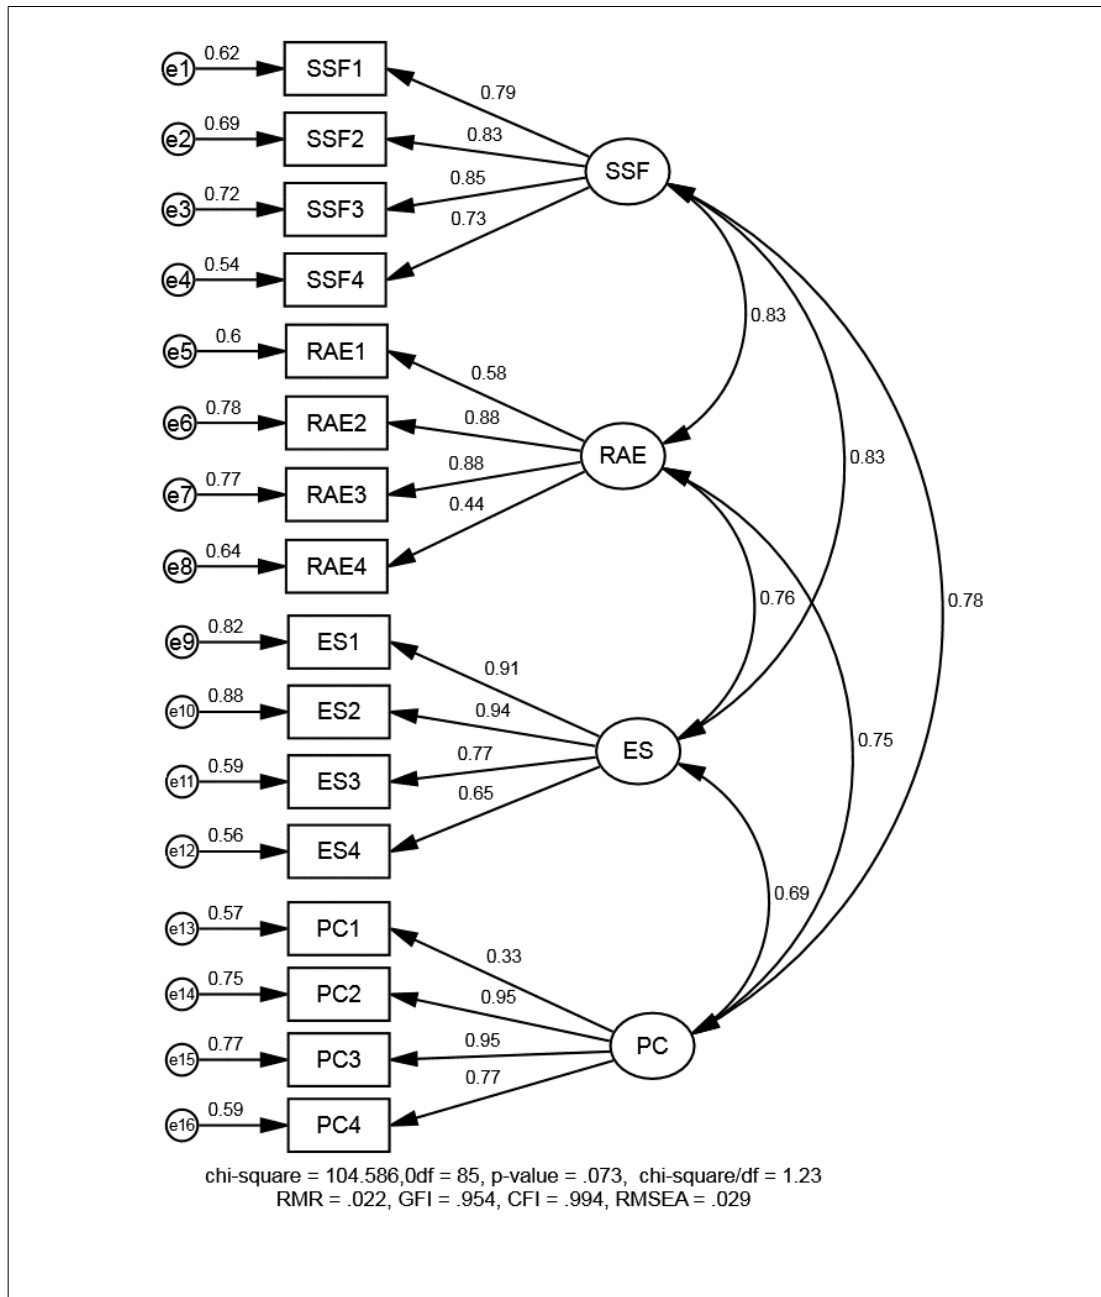 e1 0.62 SSF1 0.79
e2 0.69 SSF2 0.83
SSF
e3 0.72 SSF3 0.85
e4 0.54 SSF4 0.73
0.83
e5 0.6 RAE1 0.58
e6 0.78 RAE2 0.88
RAE 0.83
e7 0.77 RAE3 0.88
e8 0.64 RAE4 0.44
0.76 0.78
e9 0.82 ES1 0.91
e10 0.88 ES2 0.94
ES 0.75
e11 0.59 ES3 0.77
e12 0.56 ES4 0.65
0.69
e13 0.57 PC1 0.33
e14 0.75 PC2 0.95
PC
e15 0.77 PC3 0.95
e16 0.59 PC4 0.77
chi-square = 104.586,0df = 85, p-value = .073, chi-square/df = 1.23
RMR = .022, GFI = .954, CFI = .994, RMSEA = .029